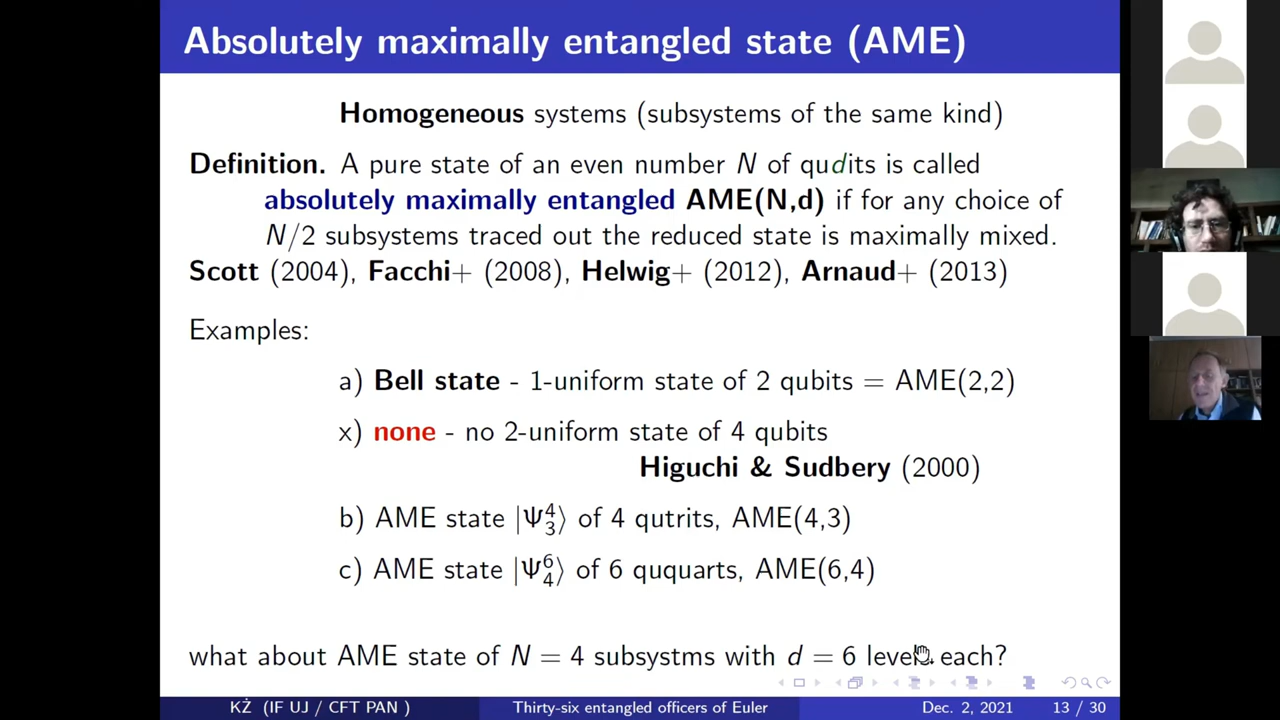 Absolutely maximally entangled state (AME)
Homogeneous systems (subsystems of the same kind)
Definition. A pure state of an even number N of qudits is called
absolutely maximally entangled AME(N,d) if for any choice of
N/2 subsystems traced out the reduced state is maximally mixed.
Scott (2004), Facchi+ (2008), Helwig+ (2012), Arnaud+ (2013)
Examples:
a) Bell state - 1-uniform state of 2 qubits = AME(2,2)
x) none - no 2-uniform state of 4 qubits
Higuchi & Sudbery (2000)
b) AME state |Ψ₃⁴⟩ of 4 qutrits, AME(4,3)
c) AME state |Ψ₄⁶⟩ of 6 ququarts, AME(6,4)
what about AME state of N = 4 subsystms with d = 6 levels each?
KŻ (IF UJ / CFT PAN ) Thirty-six entangled officers of Euler Dec. 2, 2021 13 / 30